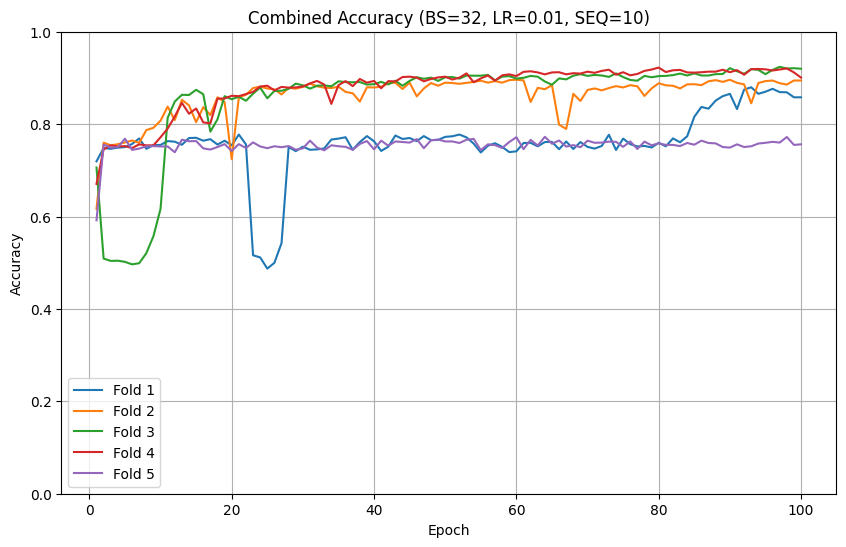 Combined Accuracy (BS=32, LR=0.01, SEQ=10)
1.0
0.8
0.6
0.4
0.2
0.0
Accuracy
Fold 1
Fold 2
Fold 3
Fold 4
Fold 5
0 20 40 60 80 100
Epoch